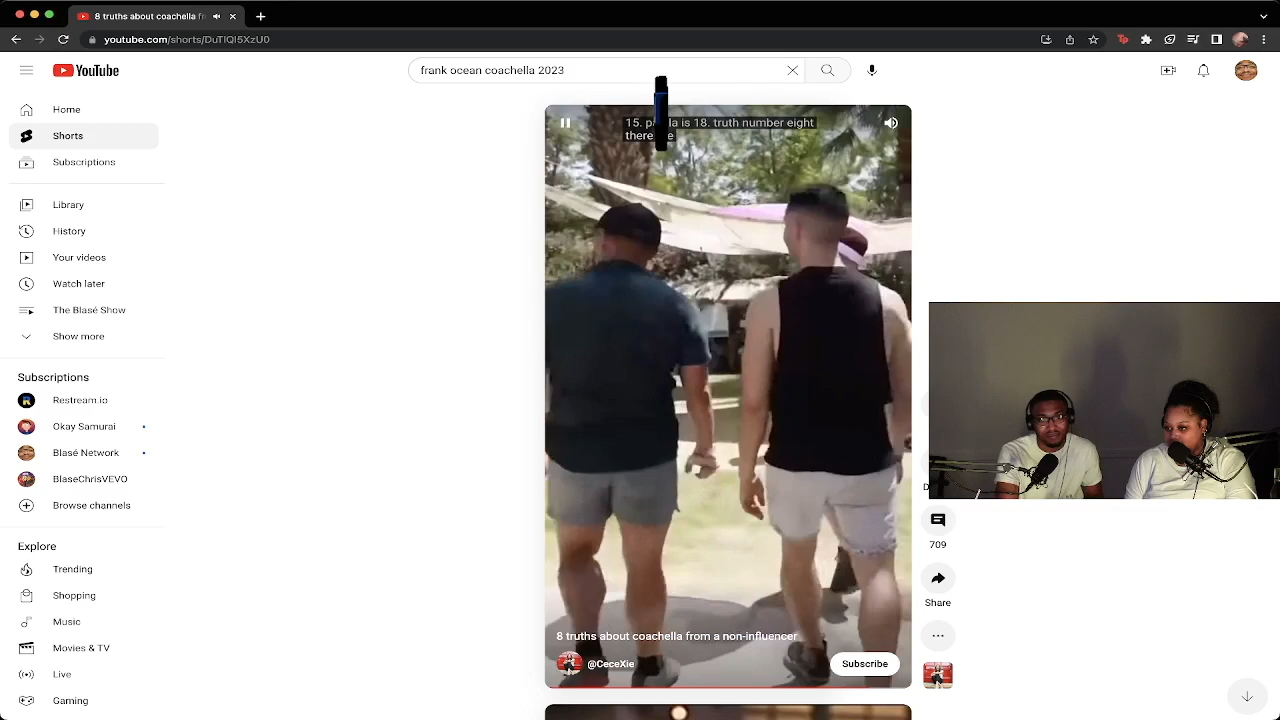 8 truths about coachella fr
youtube.com/shorts/DuTIQI5XzU0
YouTube
frank ocean coachella 2023
Home
Shorts
Subscriptions
Library
History
Your videos
Watch later
The Blasé Show
Show more
Subscriptions
Restream.io
Okay Samurai
Blasé Network
BlaseChrisVEVO
Browse channels
Explore
Trending
Shopping
Music
Movies & TV
Live
Gaming
15. la is 18. truth number eight
8 truths about coachella from a non-influencer
@CeceXie
Subscribe
709
Share